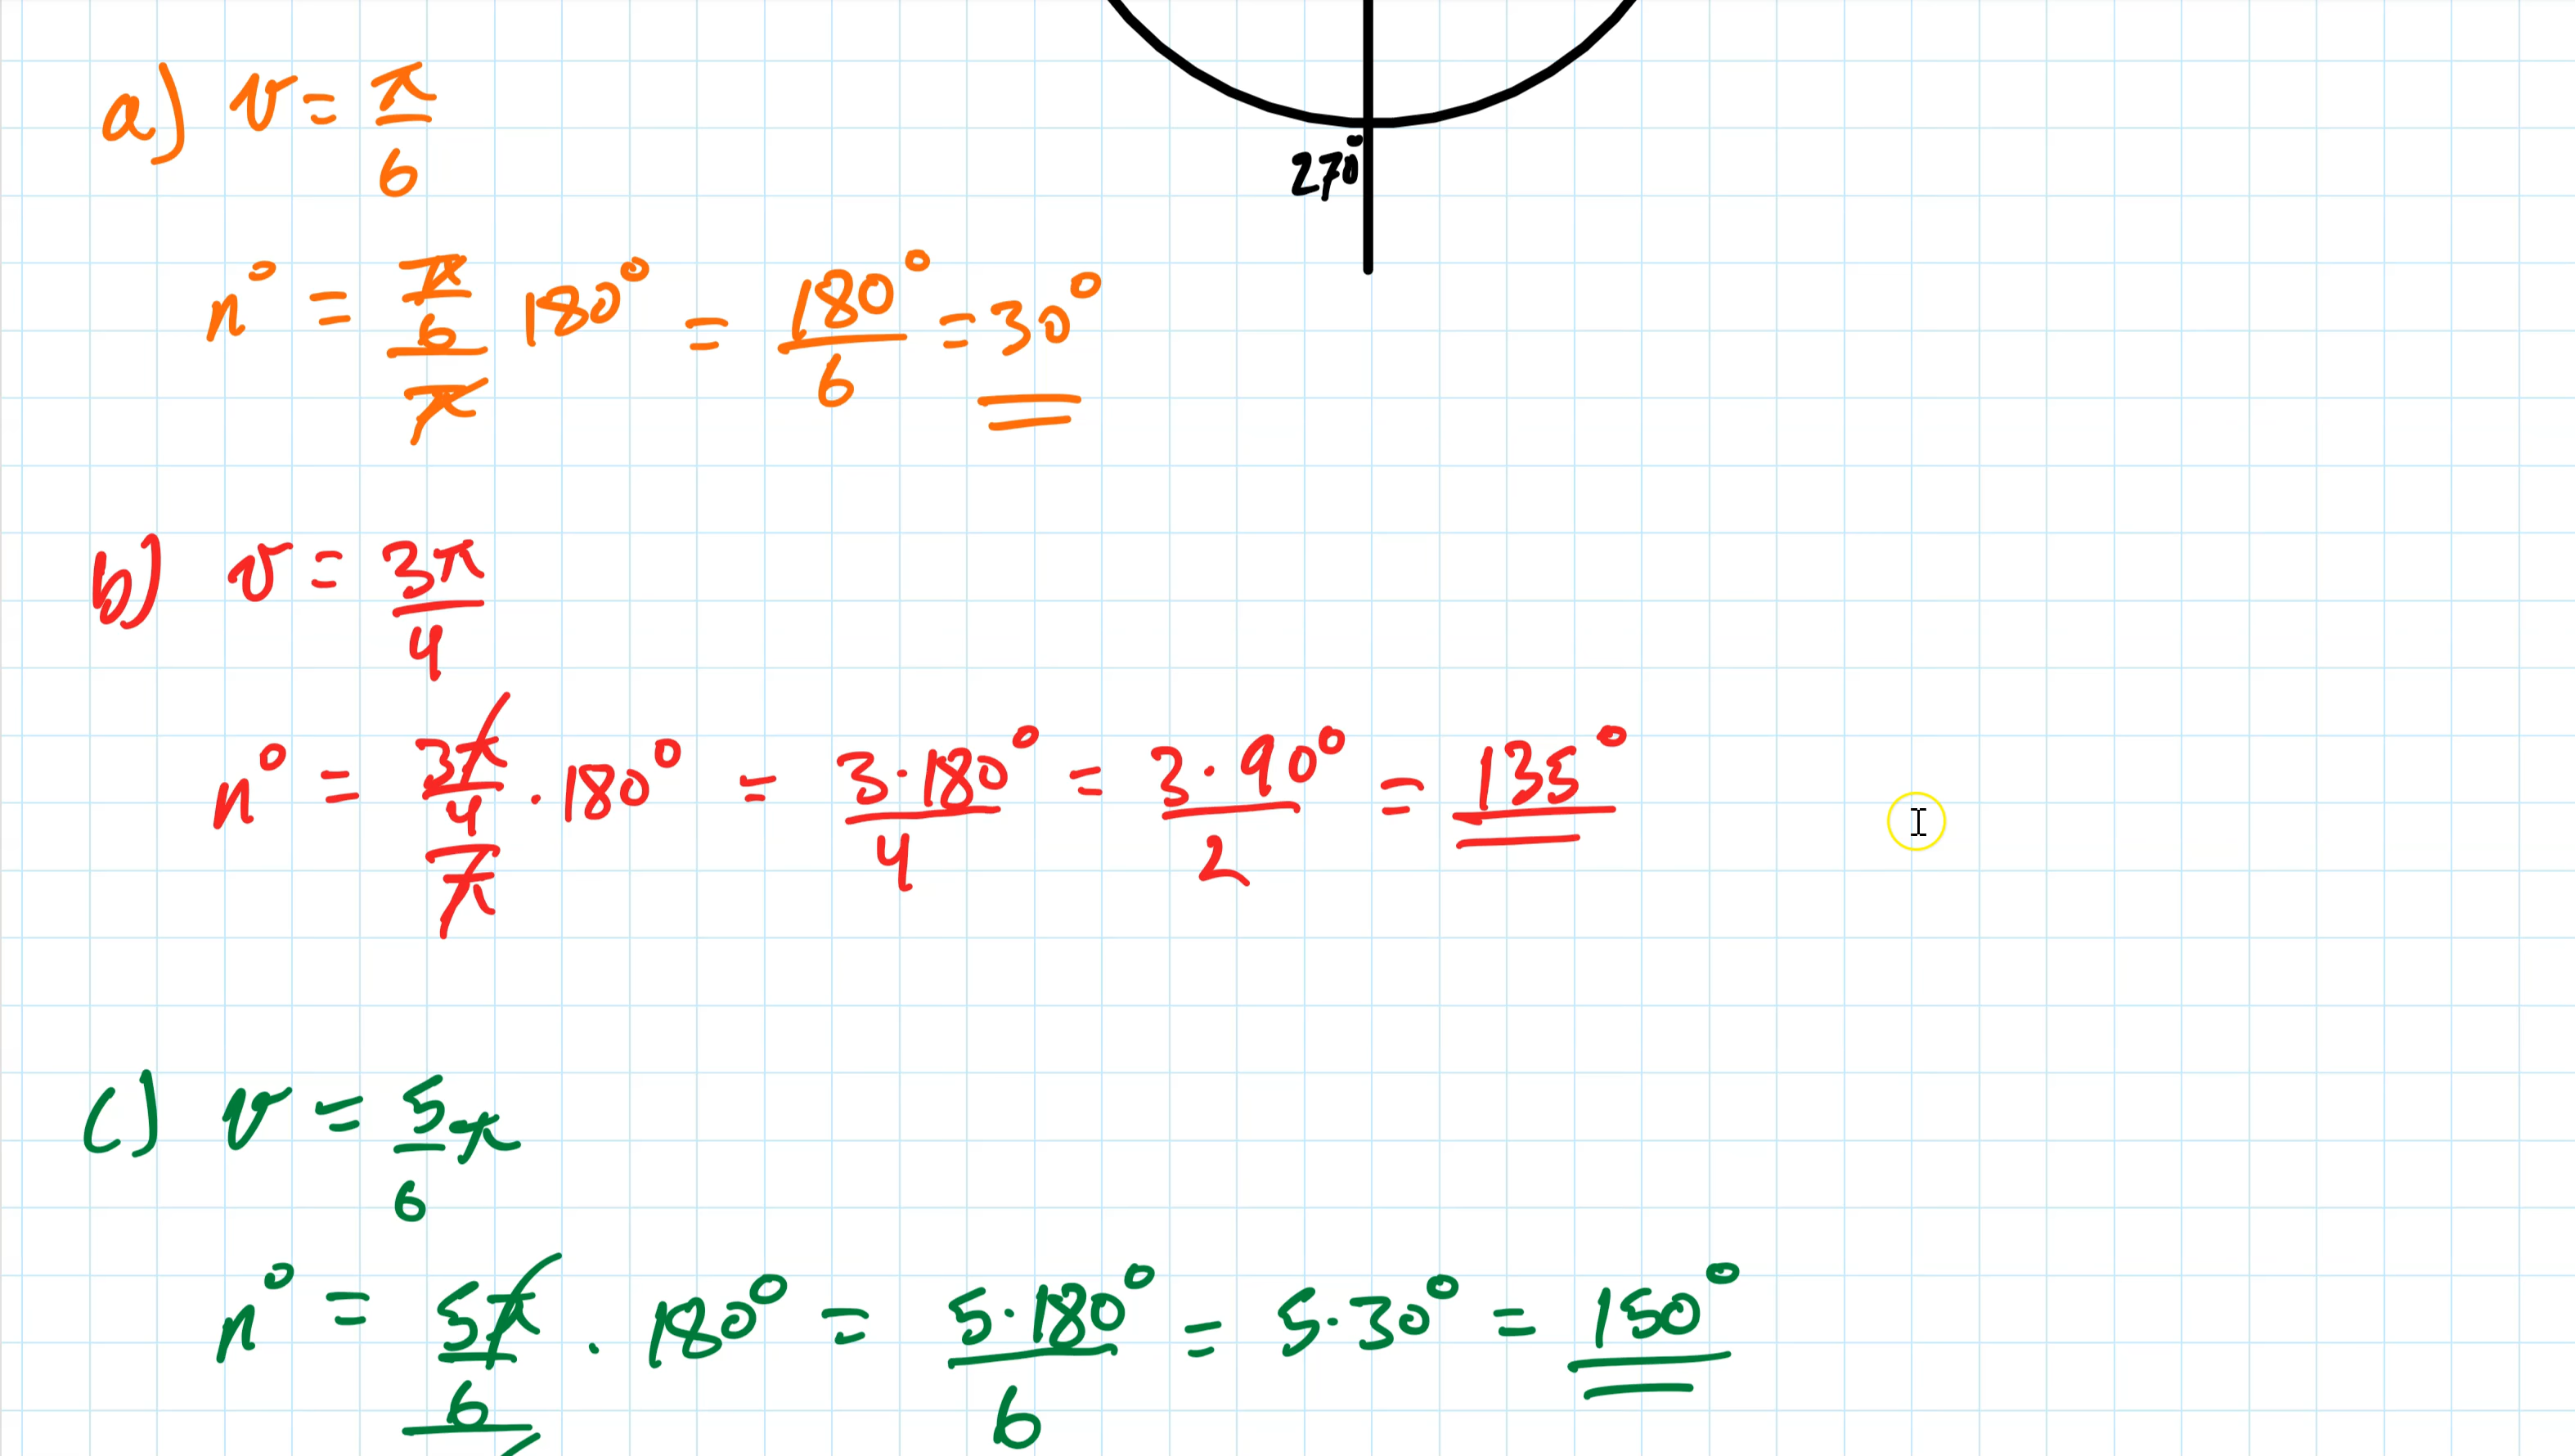 a) v = π/6
270°
n° = (π/6)/π 180° = 180°/6 = 30°
b) v = 3π/4
n° = (3π/4)/π · 180° = 3·180°/4 = 3·90°/2 = 135°
c) v = 5/6 π
n° = (5π/6)/ · 180° = 5·180°/6 = 5·30° = 150°